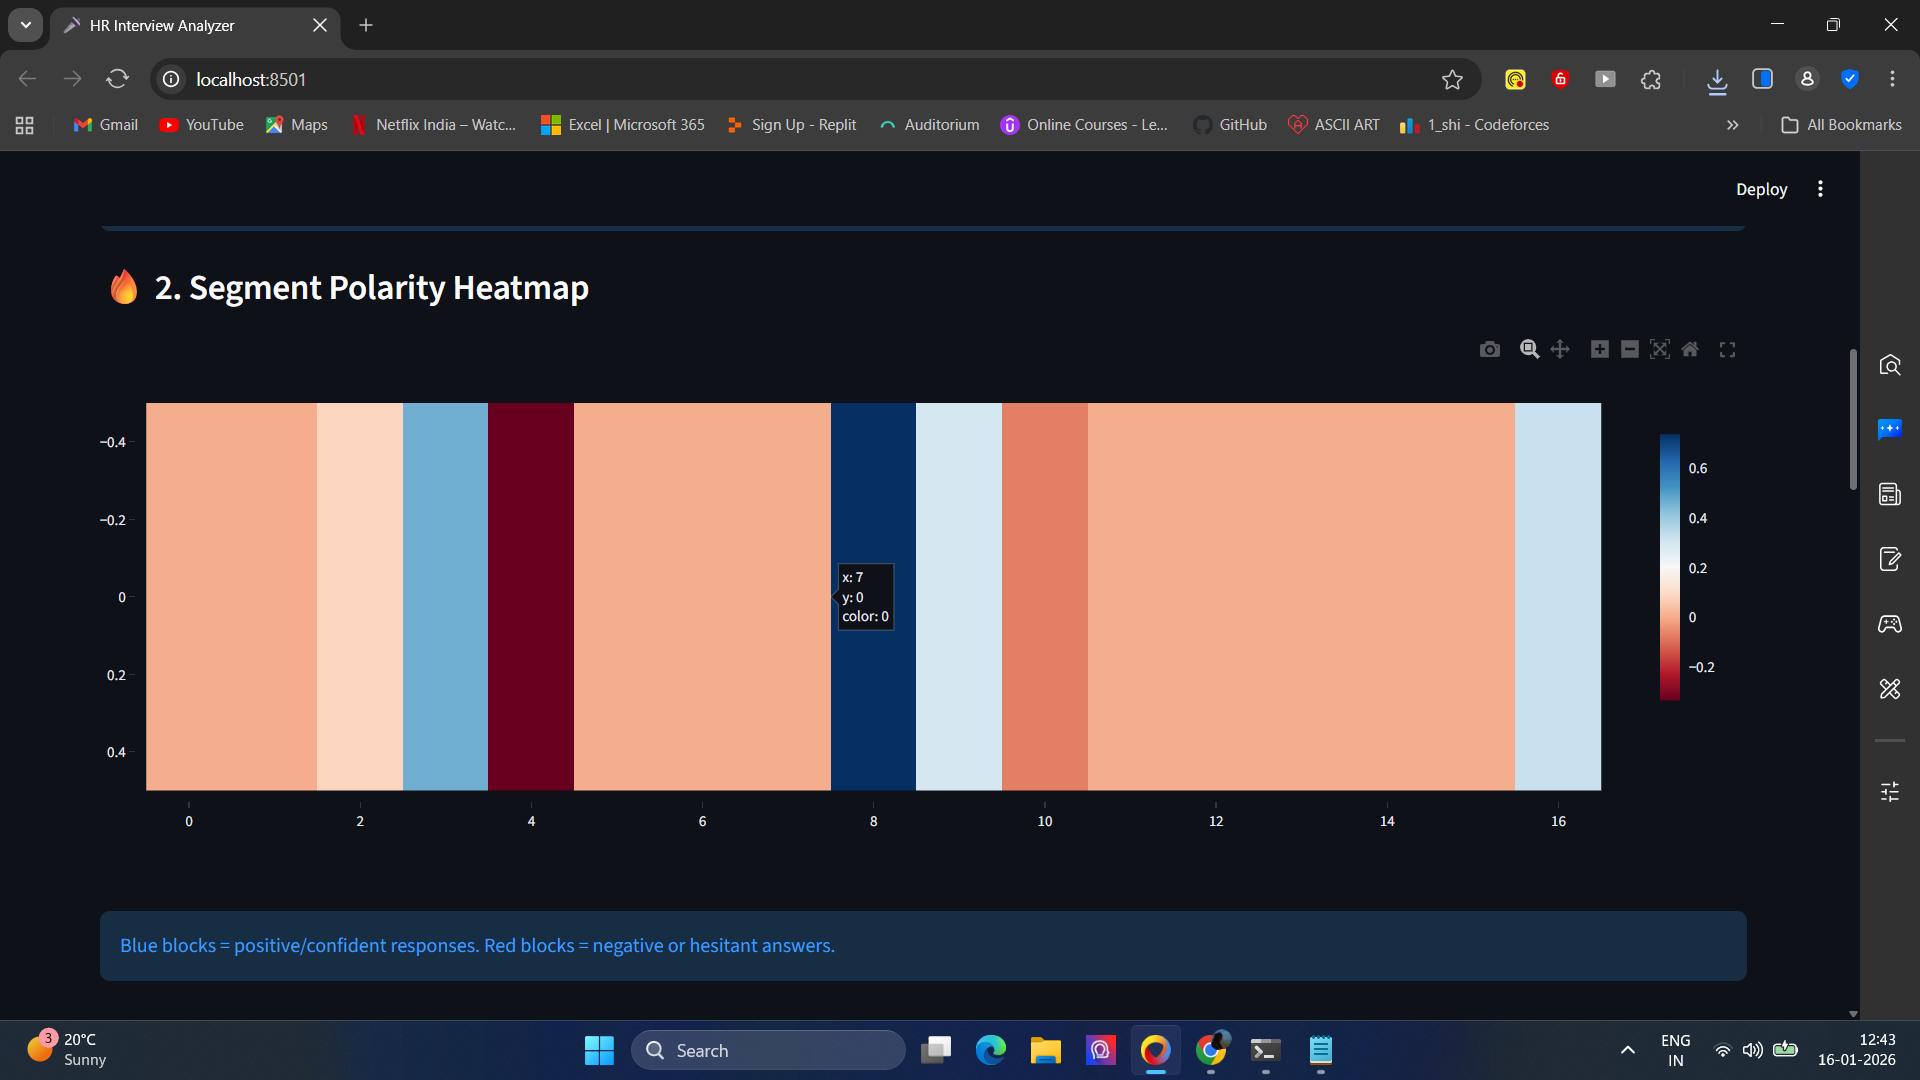 HR Interview Analyzer
localhost:8501
Gmail
YouTube
Maps
Netflix India – Watc...
Excel | Microsoft 365
Sign Up - Replit
Auditorium
Online Courses - Le...
GitHub
ASCII ART
1_shi - Codeforces
»
All Bookmarks
Deploy
2. Segment Polarity Heatmap
−0.4
−0.2
0
0.2
0.4
x: 7
y: 0
color: 0
0
2
4
6
8
10
12
14
16
0.6
0.4
0.2
0
−0.2
Blue blocks = positive/confident responses. Red blocks = negative or hesitant answers.
3
20°C
Sunny
Search
ENG
IN
12:43
16-01-2026